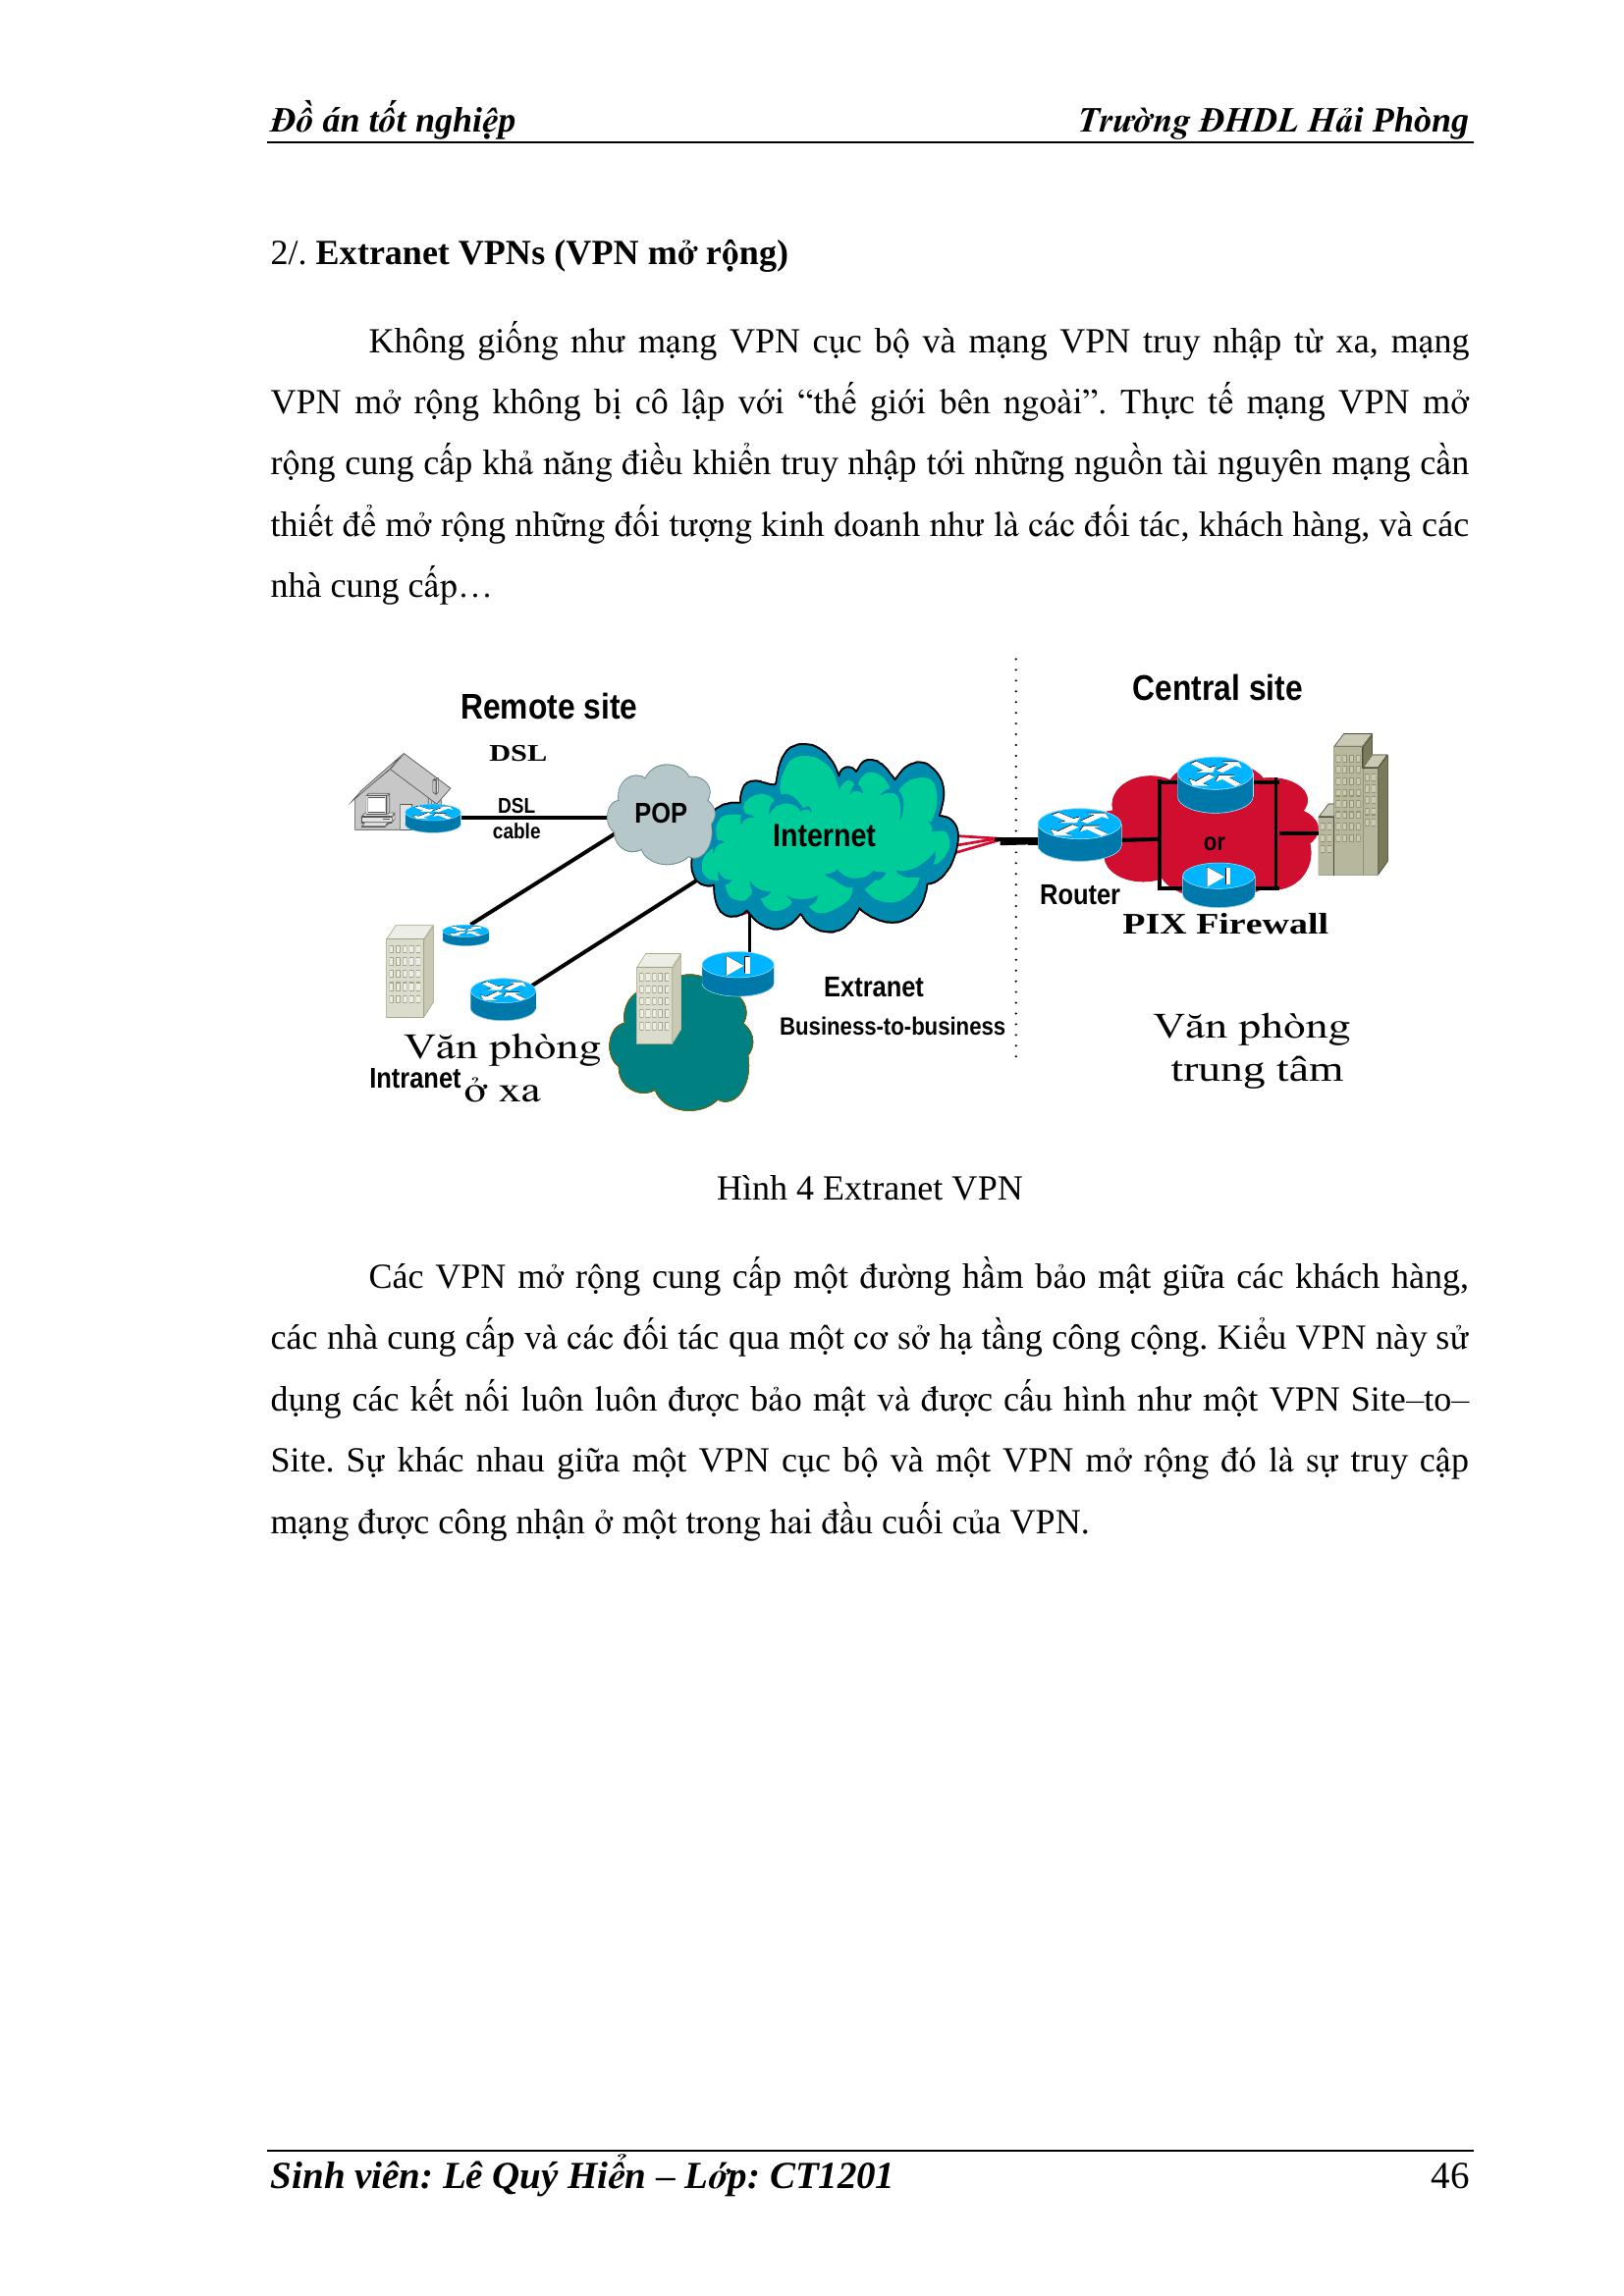 Đồ án tốt nghiệp Trường ĐHDL Hải Phòng
2/. Extranet VPNs (VPN mở rộng)
Không giống như mạng VPN cục bộ và mạng VPN truy nhập từ xa, mạng
VPN mở rộng không bị cô lập với “thế giới bên ngoài”. Thực tế mạng VPN mở
rộng cung cấp khả năng điều khiển truy nhập tới những nguồn tài nguyên mạng cần
thiết để mở rộng những đối tượng kinh doanh như là các đối tác, khách hàng, và các
nhà cung cấp…
Remote site
Central site
DSL
DSL
cable
POP
Internet
or
Router
PIX Firewall
Extranet
Business-to-business
Văn phòng
ở xa
Intranet
Văn phòng
trung tâm
Hình 4 Extranet VPN
Các VPN mở rộng cung cấp một đường hầm bảo mật giữa các khách hàng,
các nhà cung cấp và các đối tác qua một cơ sở hạ tầng công cộng. Kiểu VPN này sử
dụng các kết nối luôn luôn được bảo mật và được cấu hình như một VPN Site–to–
Site. Sự khác nhau giữa một VPN cục bộ và một VPN mở rộng đó là sự truy cập
mạng được công nhận ở một trong hai đầu cuối của VPN.
Sinh viên: Lê Quý Hiển – Lớp: CT1201 46